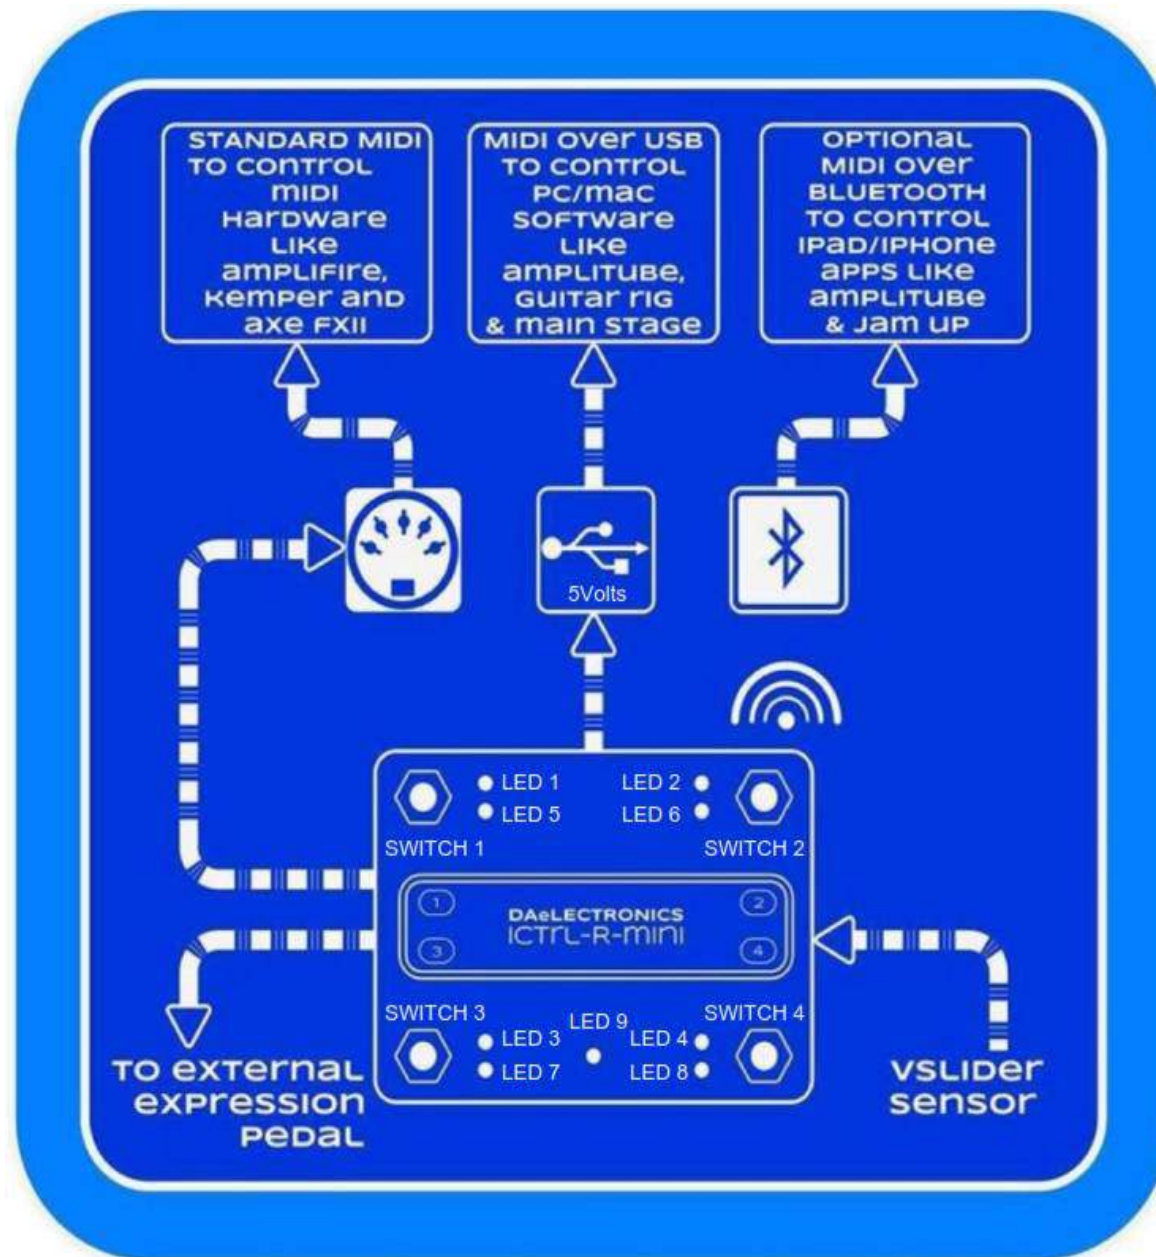 STANDARD MIDI
TO CONTROL
MIDI
HARDWARE
LIKE
AMPLIFIRE,
KEMPER AND
AXE FXII
MIDI OVER USB
TO CONTROL
PC/MAC
SOFTWARE
LIKE
AMPLITUBE,
GUITAR RIG
& MAIN STAGE
OPTIONAL
MIDI OVER
BLUETOOTH
TO CONTROL
IPAD/IPHONE
APPS LIKE
AMPLITUBE
& JAM UP
5Volts
LED 1
LED 5
LED 2
LED 6
SWITCH 1
SWITCH 2
1
2
DAELECTRONICS
ICTRL-R-MINI
3
4
SWITCH 3
SWITCH 4
LED 9
LED 3
LED 7
LED 4
LED 8
TO EXTERNAL
EXPRESSION
PEDAL
VSLIDER
SENSOR